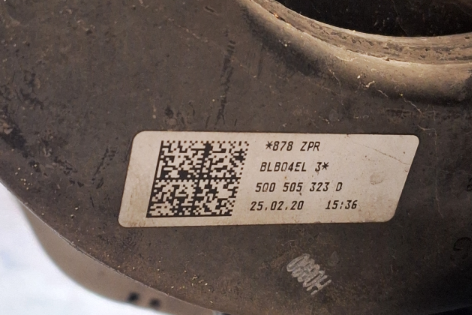 *878 ZPR
BLB04EL 3*
500 505 323 D
25.02.20 15:36